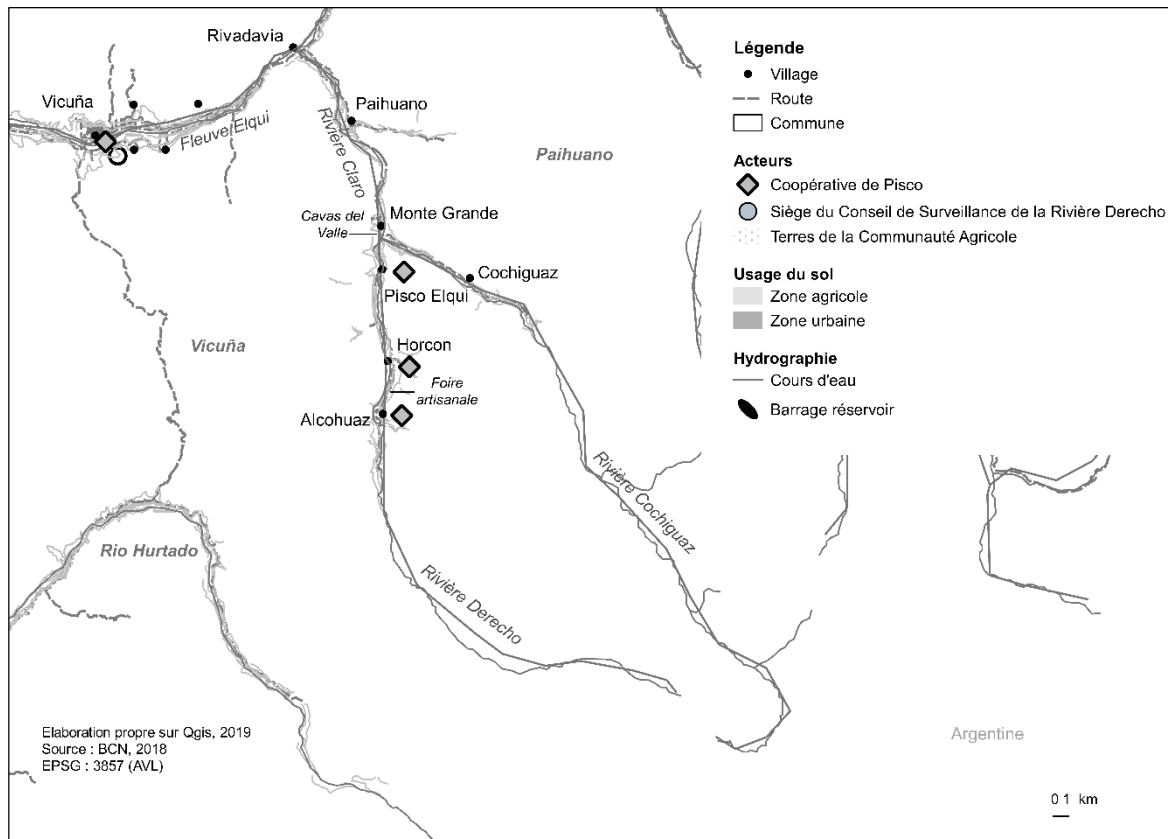 Rivadavia
Vicuña
Fleuve Elqui
Paihuano
Rivière Claro
Paihuano
Cavas del
Valle
Monte Grande
Cochiguaz
Pisco Elqui
Vicuña
Horcon
Foire
artisanale
Alcohuaz
Rivière Cochiguaz
Rio Hurtado
Rivière Derecho
Argentine
Légende
Village
Route
Commune
Acteurs
Coopérative de Pisco
Siège du Conseil de Surveillance de la Rivière Derecho
Terres de la Communauté Agricole
Usage du sol
Zone agricole
Zone urbaine
Hydrographie
Cours d'eau
Barrage réservoir
Elaboration propre sur Qgis, 2019
Source : BCN, 2018
EPSG : 3857 (AVL)
0 1 km